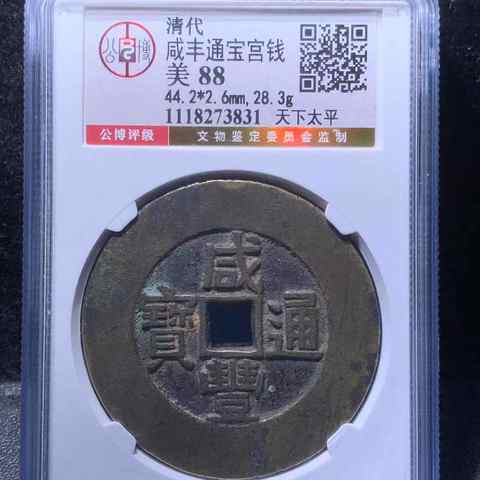 清代
咸丰通宝宫钱
美 88
44.2*2.6mm,28.3g
1118273831 天下太平
公博评级 文物鉴定委员会监制
公博
咸豐通寶